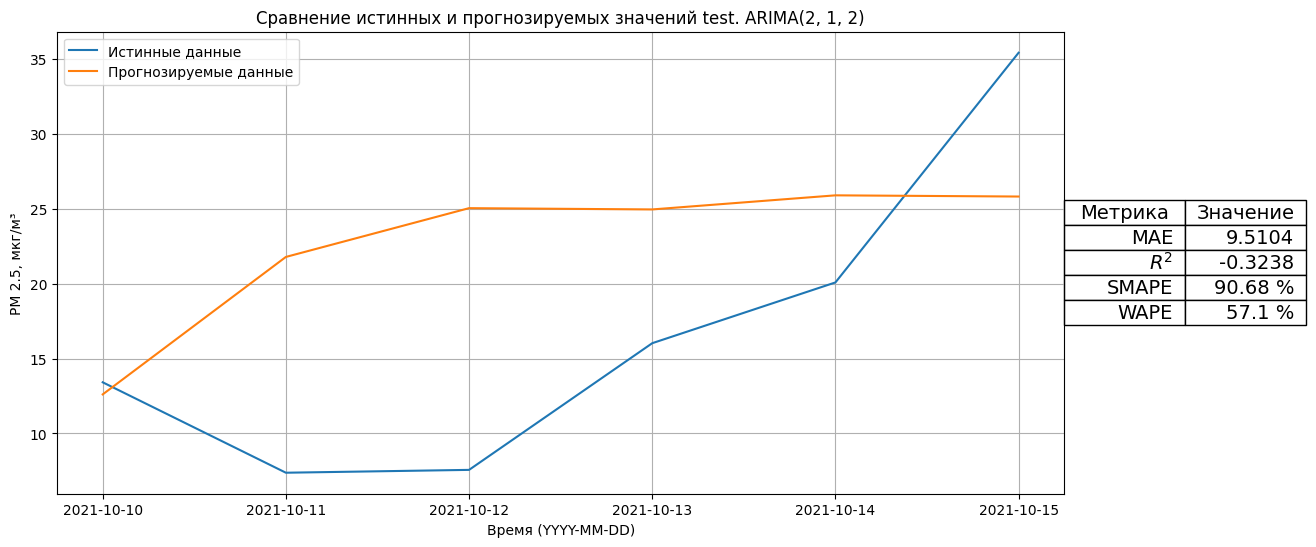 Сравнение истинных и прогнозируемых значений test. ARIMA(2, 1, 2)
Истинные данные
Прогнозируемые данные
35
30
25
20
15
10
PM 2.5, мкг/м³
2021-10-10 2021-10-11 2021-10-12 2021-10-13 2021-10-14 2021-10-15
Время (YYYY-MM-DD)
Метрика Значение
MAE 9.5104
R² -0.3238
SMAPE 90.68 %
WAPE 57.1 %